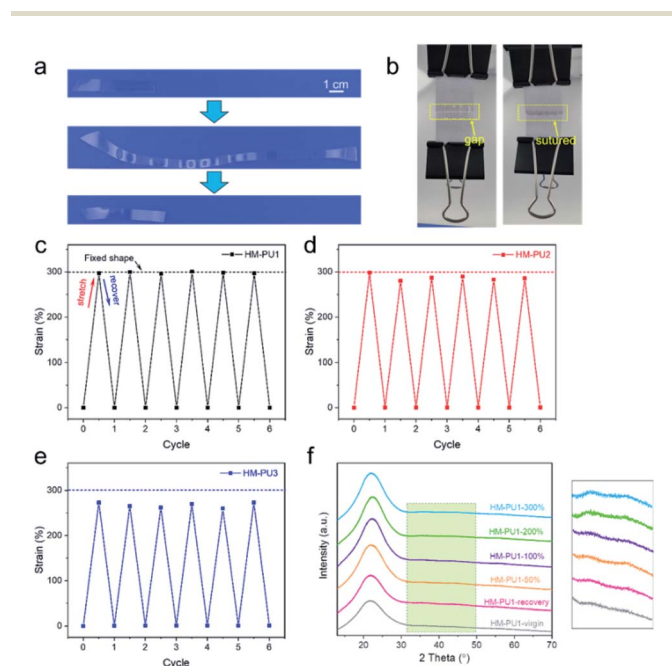 a
1 cm
b
gap
sutured
c
Fixed shape
HM-PU1
stretch
recover
300
200
100
0
Strain (%)
0 1 2 3 4 5 6
Cycle
d
HM-PU2
300
200
100
0
Strain (%)
0 1 2 3 4 5 6
Cycle
e
HM-PU3
300
200
100
0
Strain (%)
0 1 2 3 4 5 6
Cycle
f
HM-PU1-300%
HM-PU1-200%
HM-PU1-100%
HM-PU1-50%
HM-PU1-recovery
HM-PU1-virgin
Intensity (a.u.)
20 30 40 50 60 70
2 Theta (°)